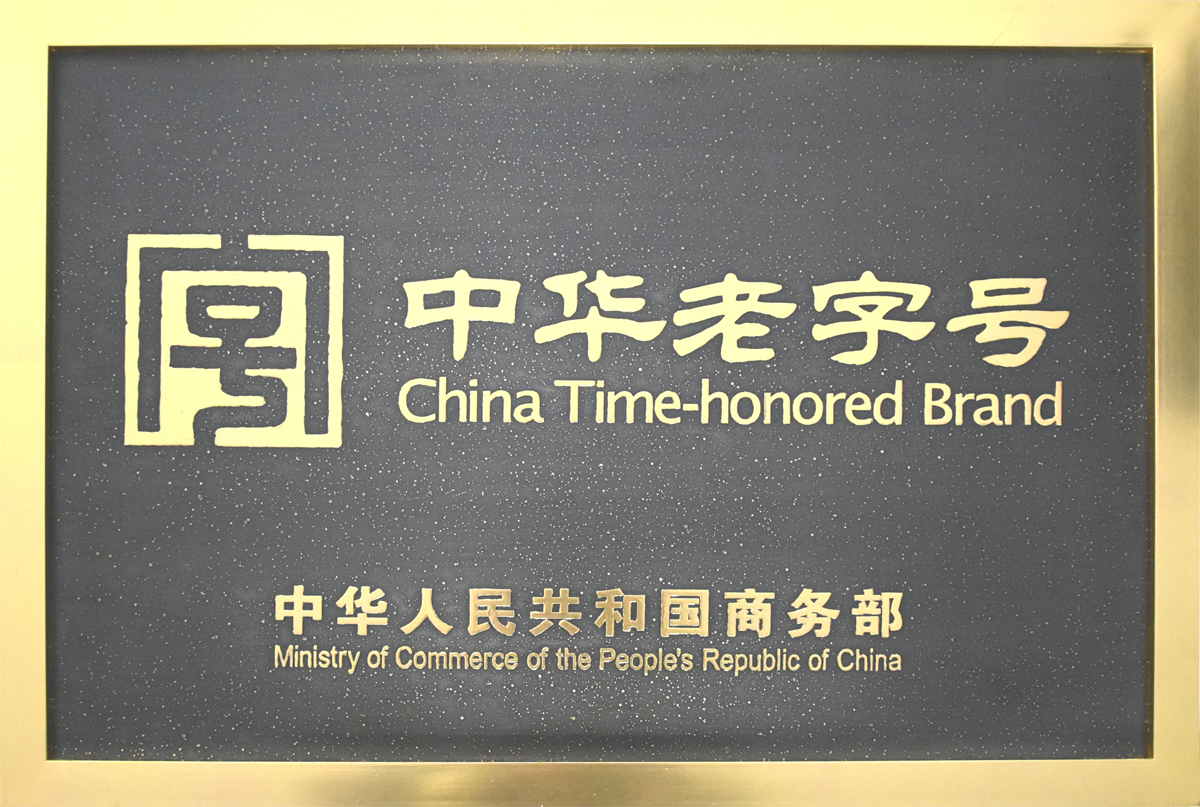 中华老字号
China Time-honored Brand
中华人民共和国商务部
Ministry of Commerce of the People's Republic of China